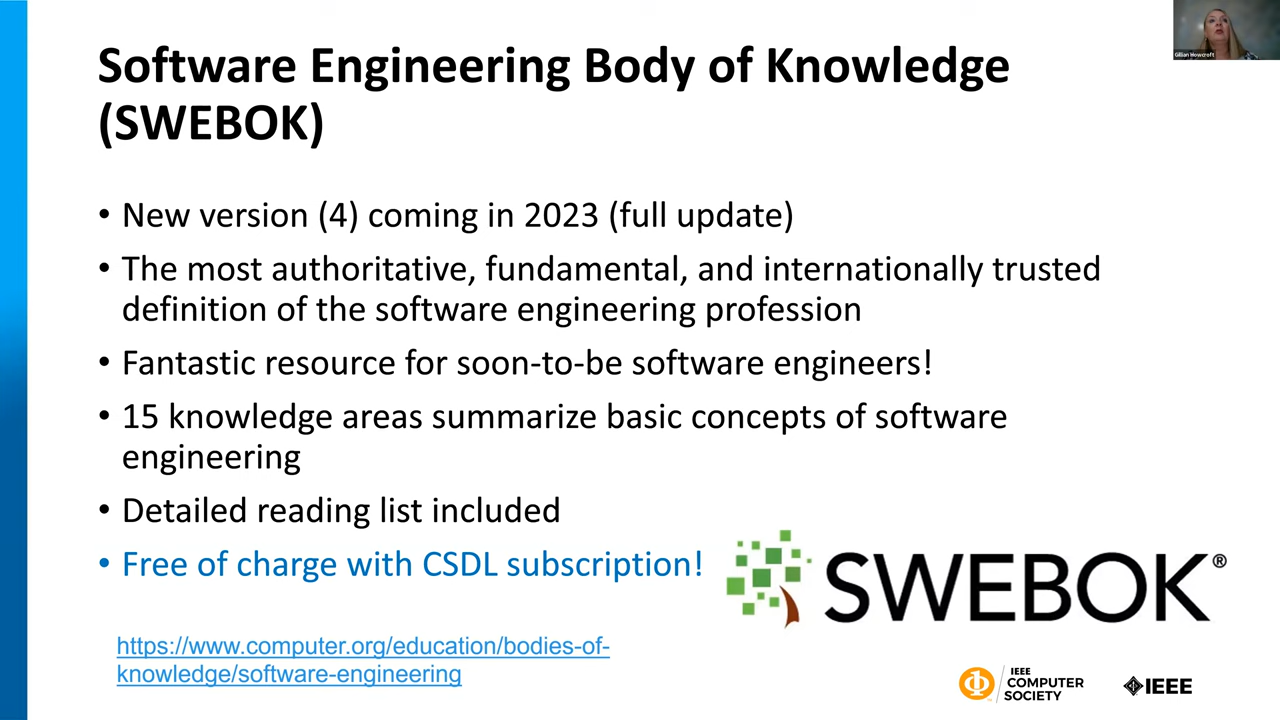 Software Engineering Body of Knowledge
(SWEBOK)
• New version (4) coming in 2023 (full update)
• The most authoritative, fundamental, and internationally trusted
definition of the software engineering profession
• Fantastic resource for soon-to-be software engineers!
• 15 knowledge areas summarize basic concepts of software
engineering
• Detailed reading list included
• Free of charge with CSDL subscription!
SWEBOK®
https://www.computer.org/education/bodies-of-
knowledge/software-engineering
IEEE
COMPUTER
SOCIETY
IEEE
Gillian Howcroft